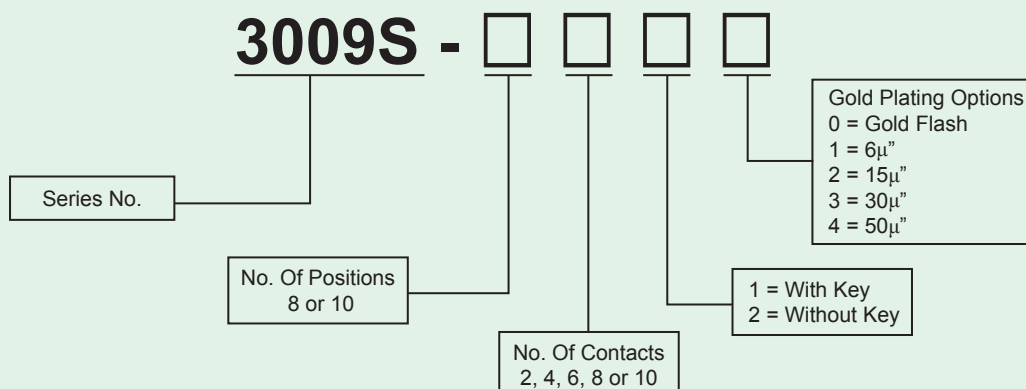 3009S -
Gold Plating Options
0 = Gold Flash
1 = 6μ”
2 = 15μ”
3 = 30μ”
4 = 50μ”
Series No.
No. Of Positions
8 or 10
1 = With Key
2 = Without Key
No. Of Contacts
2, 4, 6, 8 or 10